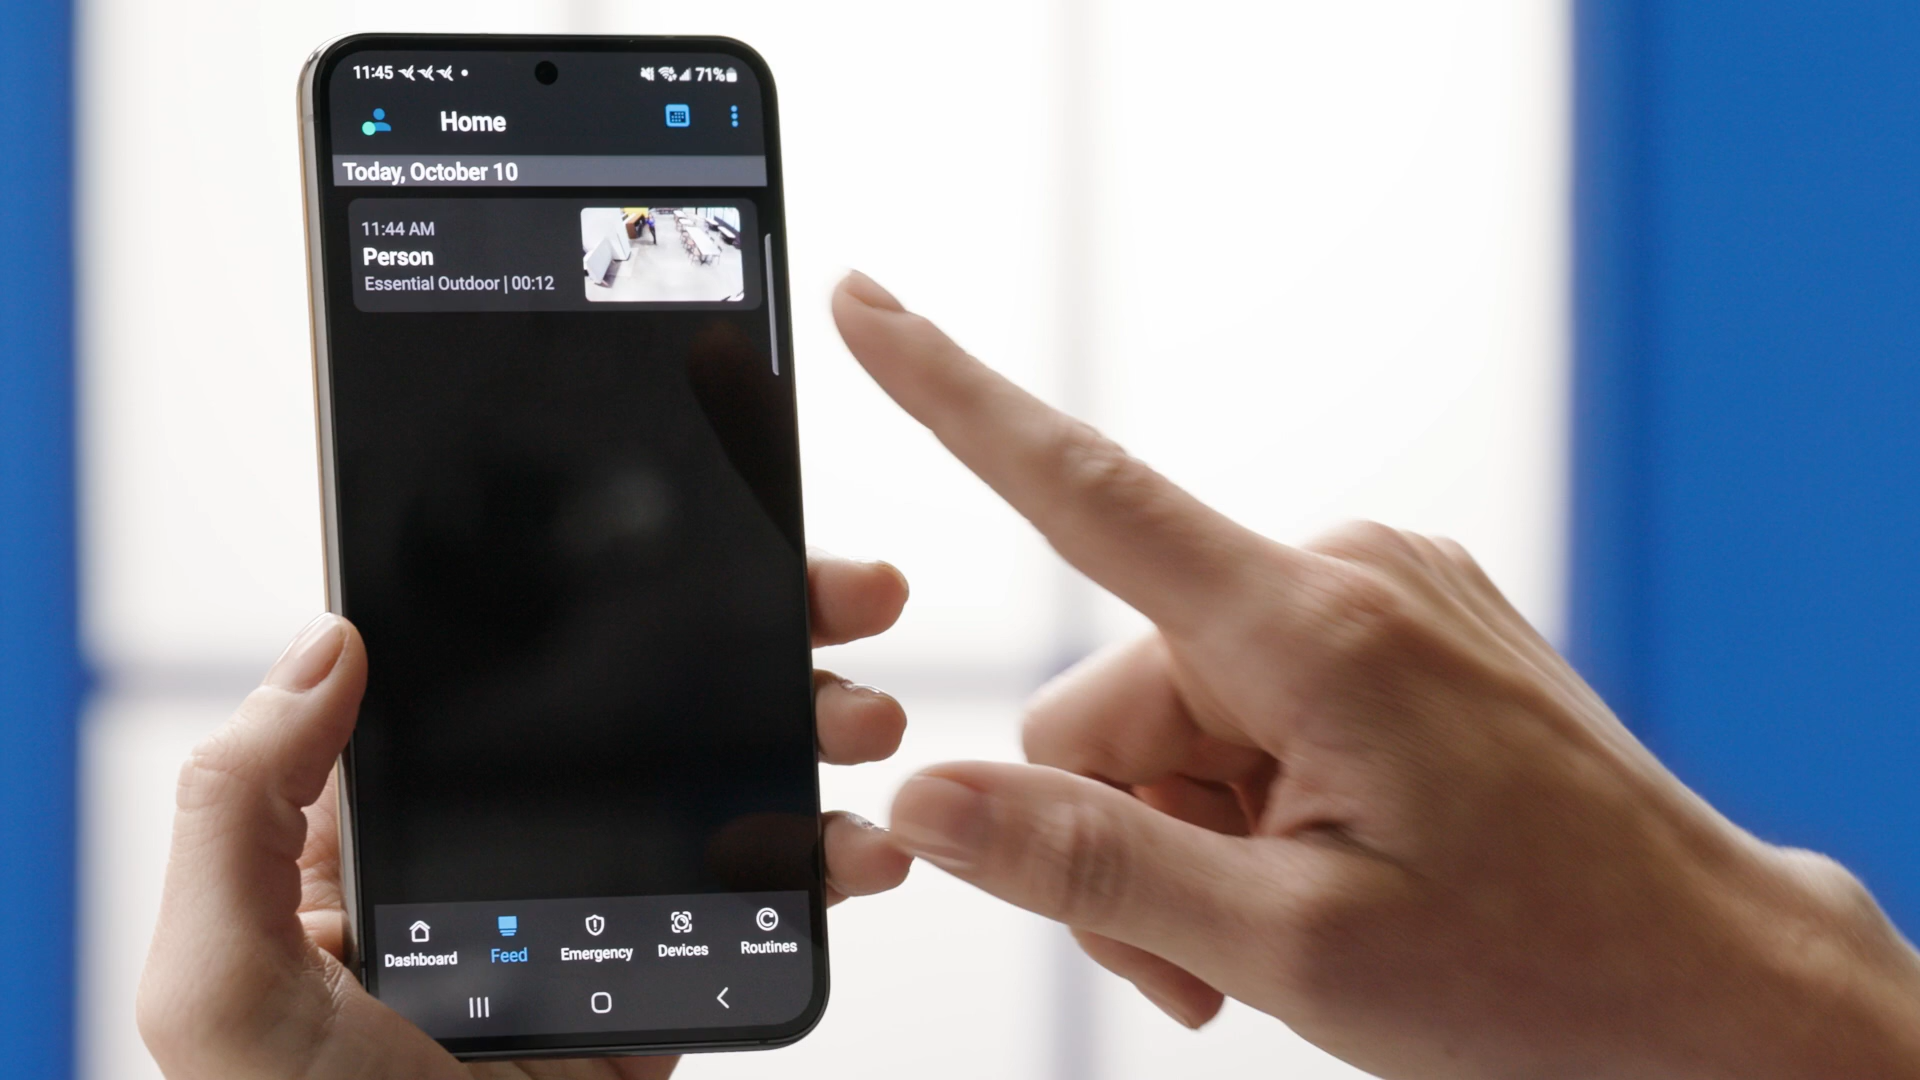 11:45 71%
Home
Today, October 10
11:44 AM
Person
Essential Outdoor | 00:12
Dashboard Feed Emergency Devices Routines